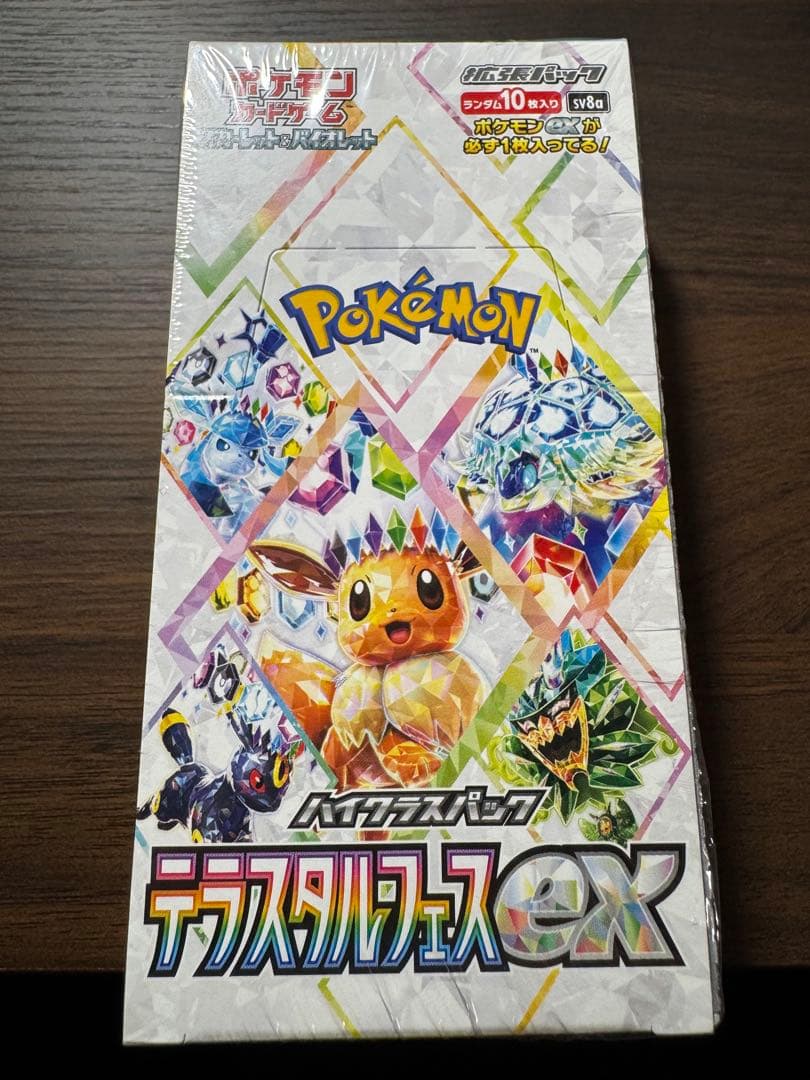 ポケモン
カードゲーム
スカーレット&バイオレット
拡張パック
ランダム10枚入り
sv8a
ポケモンexが
必ず1枚入ってる!
POKéMON
TM
ハイクラスパック
テラスタルフェスex